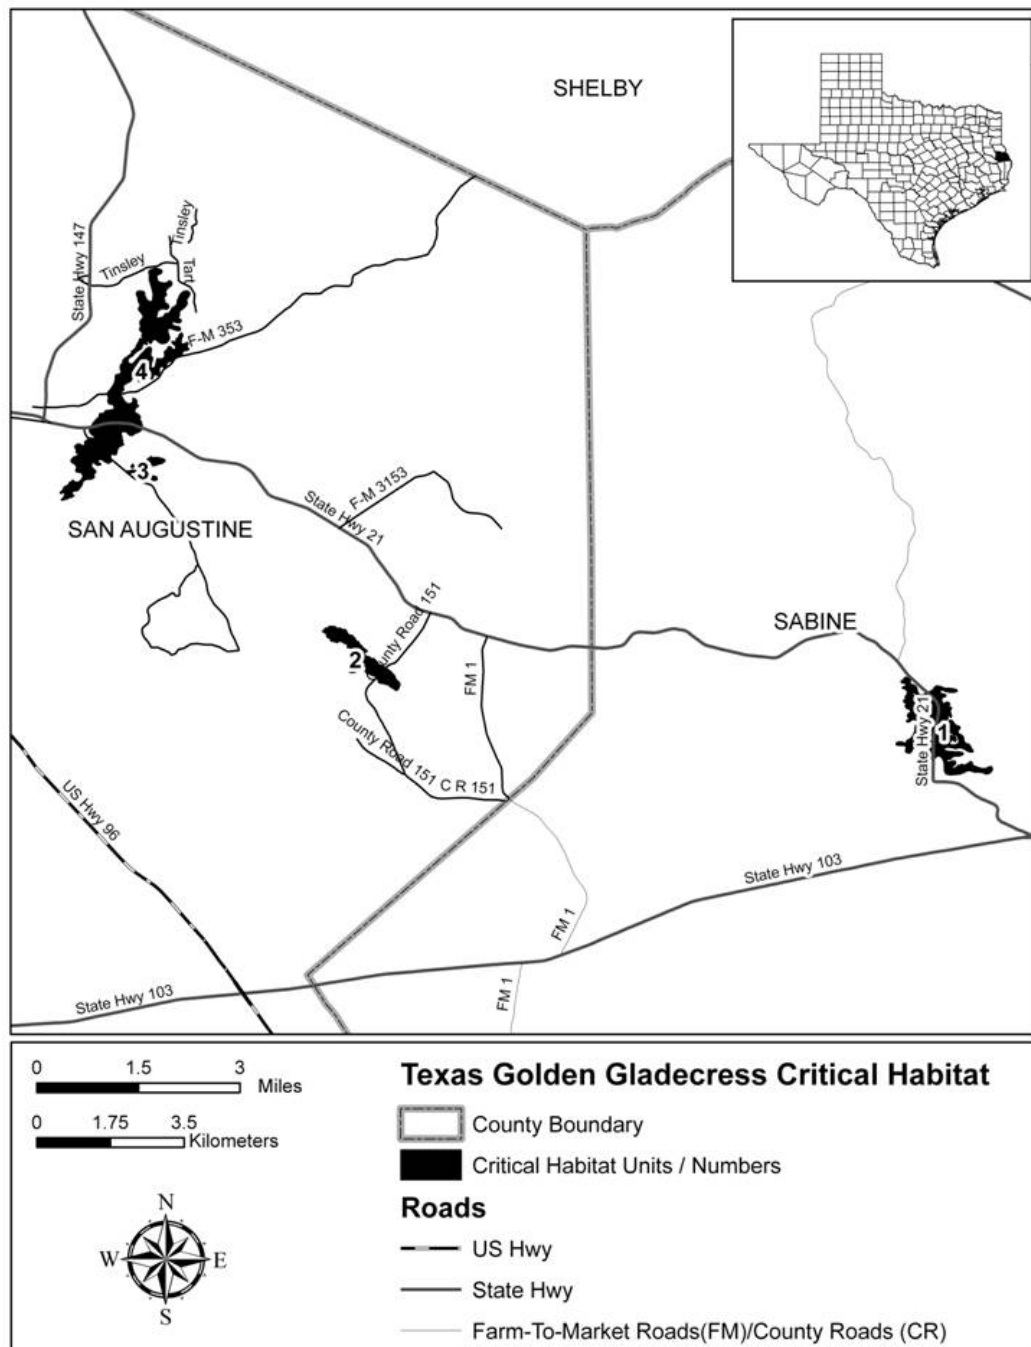 SHELBY
State Hwy 147
Tinsley
Tinsley
Tart
F-M 353
4
3
SAN AUGUSTINE
F-M 3153
State Hwy 21
County Road 151
2
SABINE
FM 1
County Road 151
C R 151
State Hwy 21
1
US Hwy 96
State Hwy 103
FM 1
State Hwy 103
FM 1
0 1.5 3
Miles
0 1.75 3.5
Kilometers
N
W E
S
Texas Golden Gladecress Critical Habitat
County Boundary
Critical Habitat Units / Numbers
Roads
US Hwy
State Hwy
Farm-To-Market Roads(FM)/County Roads (CR)